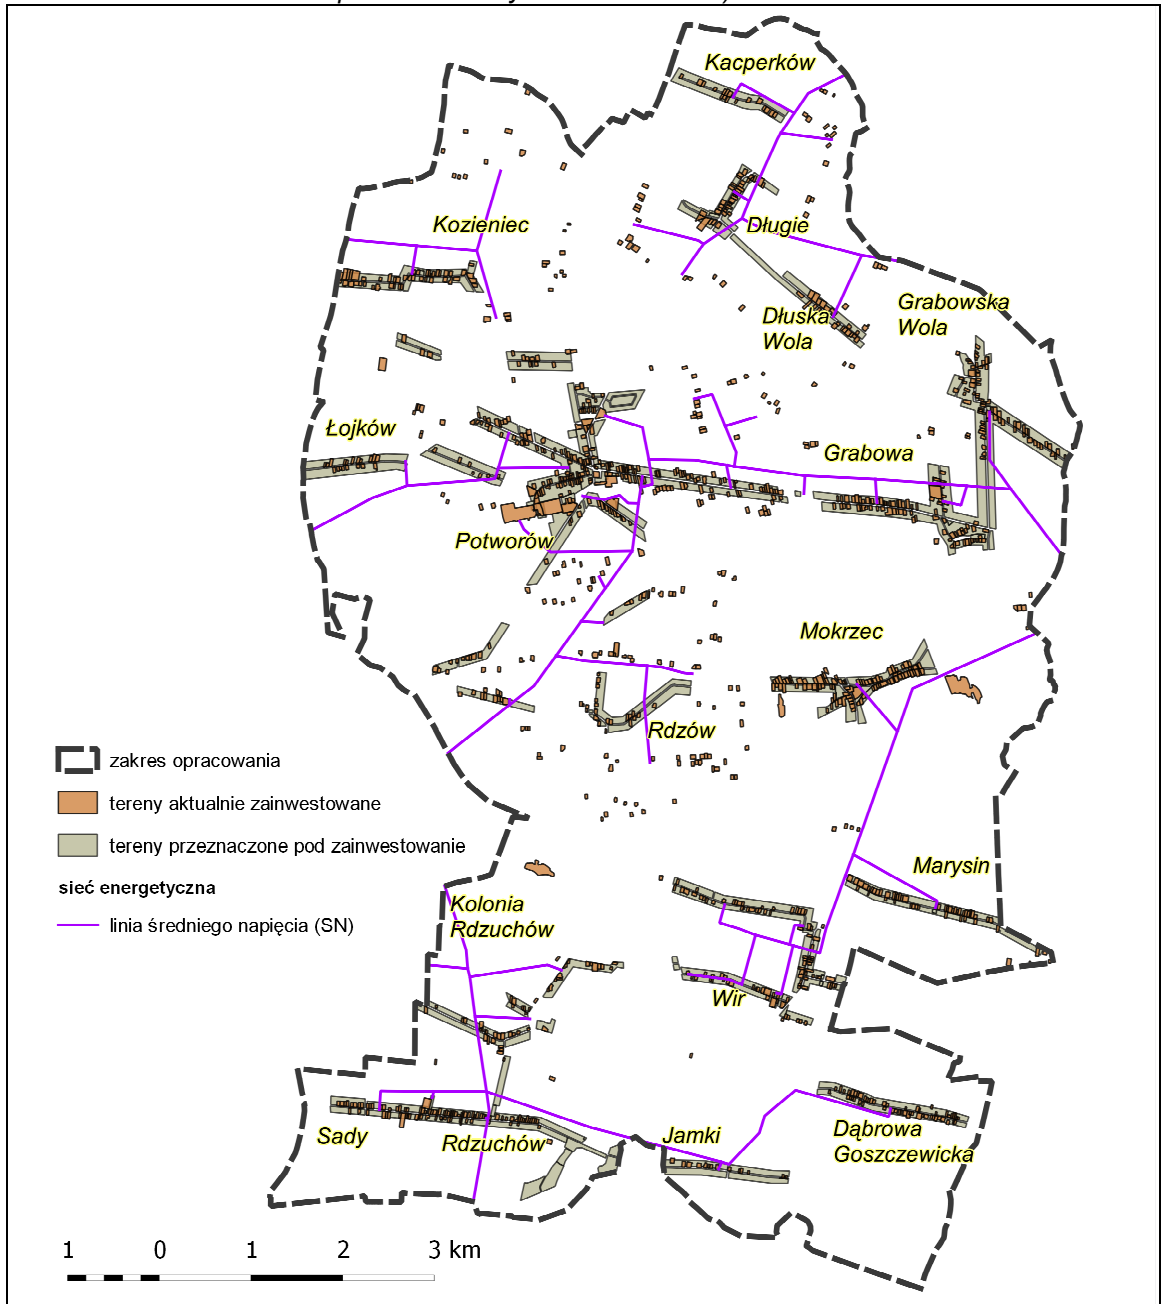 Kacperków
Kozieniec
Długie
Grabowska
Wola
Dłuska
Wola
Łojków
Grabowa
Potworów
Mokrzec
Rdzów
zakres opracowania
tereny aktualnie zainwestowane
tereny przeznaczone pod zainwestowanie
sieć energetyczna
linia średniego napięcia (SN)
Marysin
Kolonia
Rdzuchów
Wir
Sady
Rdzuchów
Jamki
Dąbrowa
Goszczewicka
1 0 1 2 3 km